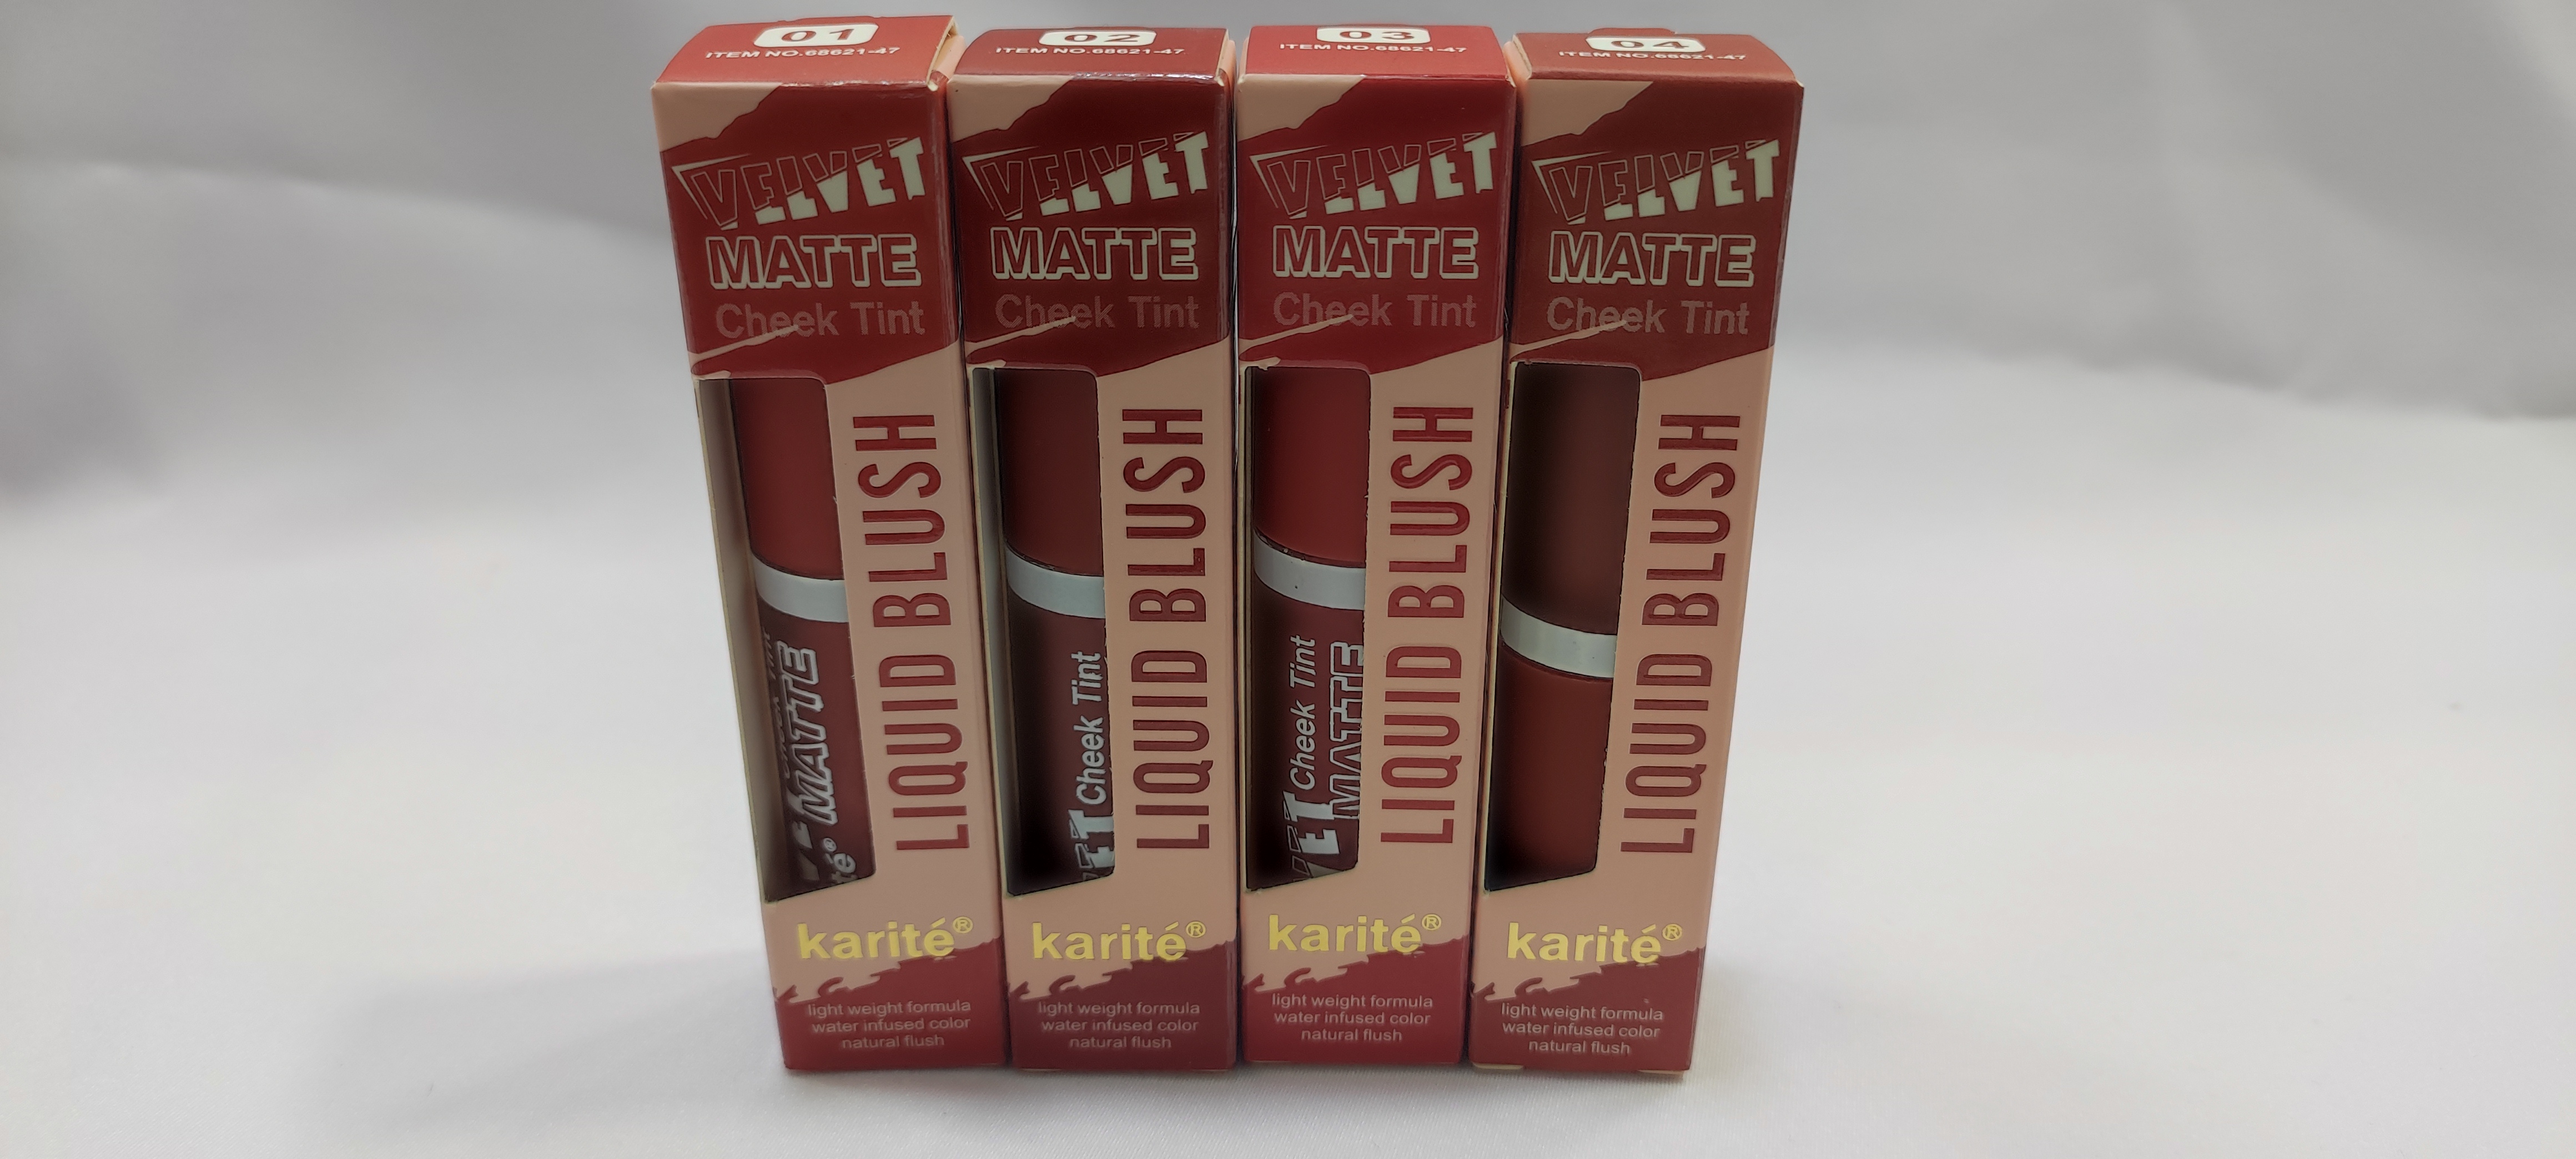 01
ITEM NO.68621-47
VELVET
MATTE
Cheek Tint
LIQUID BLUSH
MATTE
té®
karité®
light weight formula
water infused color
natural flush
02
ITEM NO.68621-47
VELVET
MATTE
Cheek Tint
LIQUID BLUSH
ET Cheek Tint
karité®
light weight formula
water infused color
natural flush
03
ITEM NO.68621-47
VELVET
MATTE
Cheek Tint
LIQUID BLUSH
VET Cheek Tint
MATTE
karité®
light weight formula
water infused color
natural flush
04
ITEM NO.68621-47
VELVET
MATTE
Cheek Tint
LIQUID BLUSH
karité®
light weight formula
water infused color
natural flush